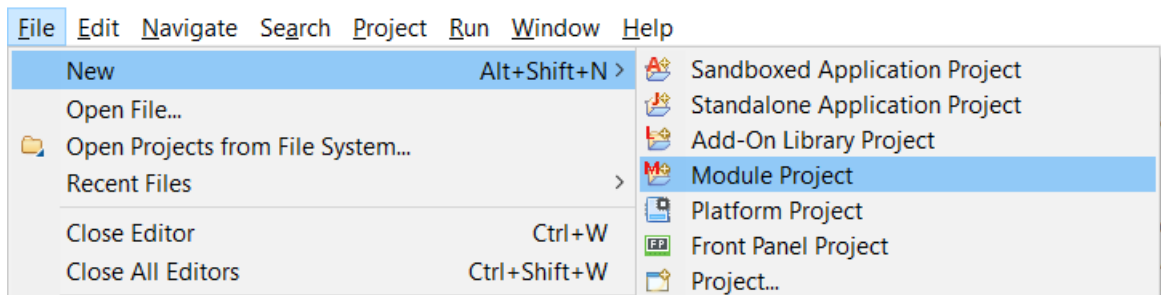 File Edit Navigate Search Project Run Window Help
New Alt+Shift+N >
Open File...
Open Projects from File System...
Recent Files >
Close Editor Ctrl+W
Close All Editors Ctrl+Shift+W
Sandboxed Application Project
Standalone Application Project
Add-On Library Project
Module Project
Platform Project
FP Front Panel Project
Project...